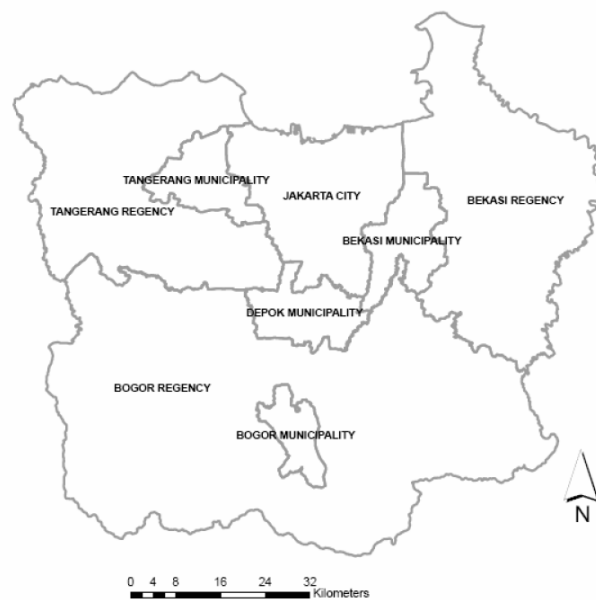 TANGERANG MUNICIPALITY
JAKARTA CITY
BEKASI REGENCY
TANGERANG REGENCY
BEKASI MUNICIPALITY
DEPOK MUNICIPALITY
BOGOR REGENCY
BOGOR MUNICIPALITY
N
0 4 8 16 24 32
Kilometers